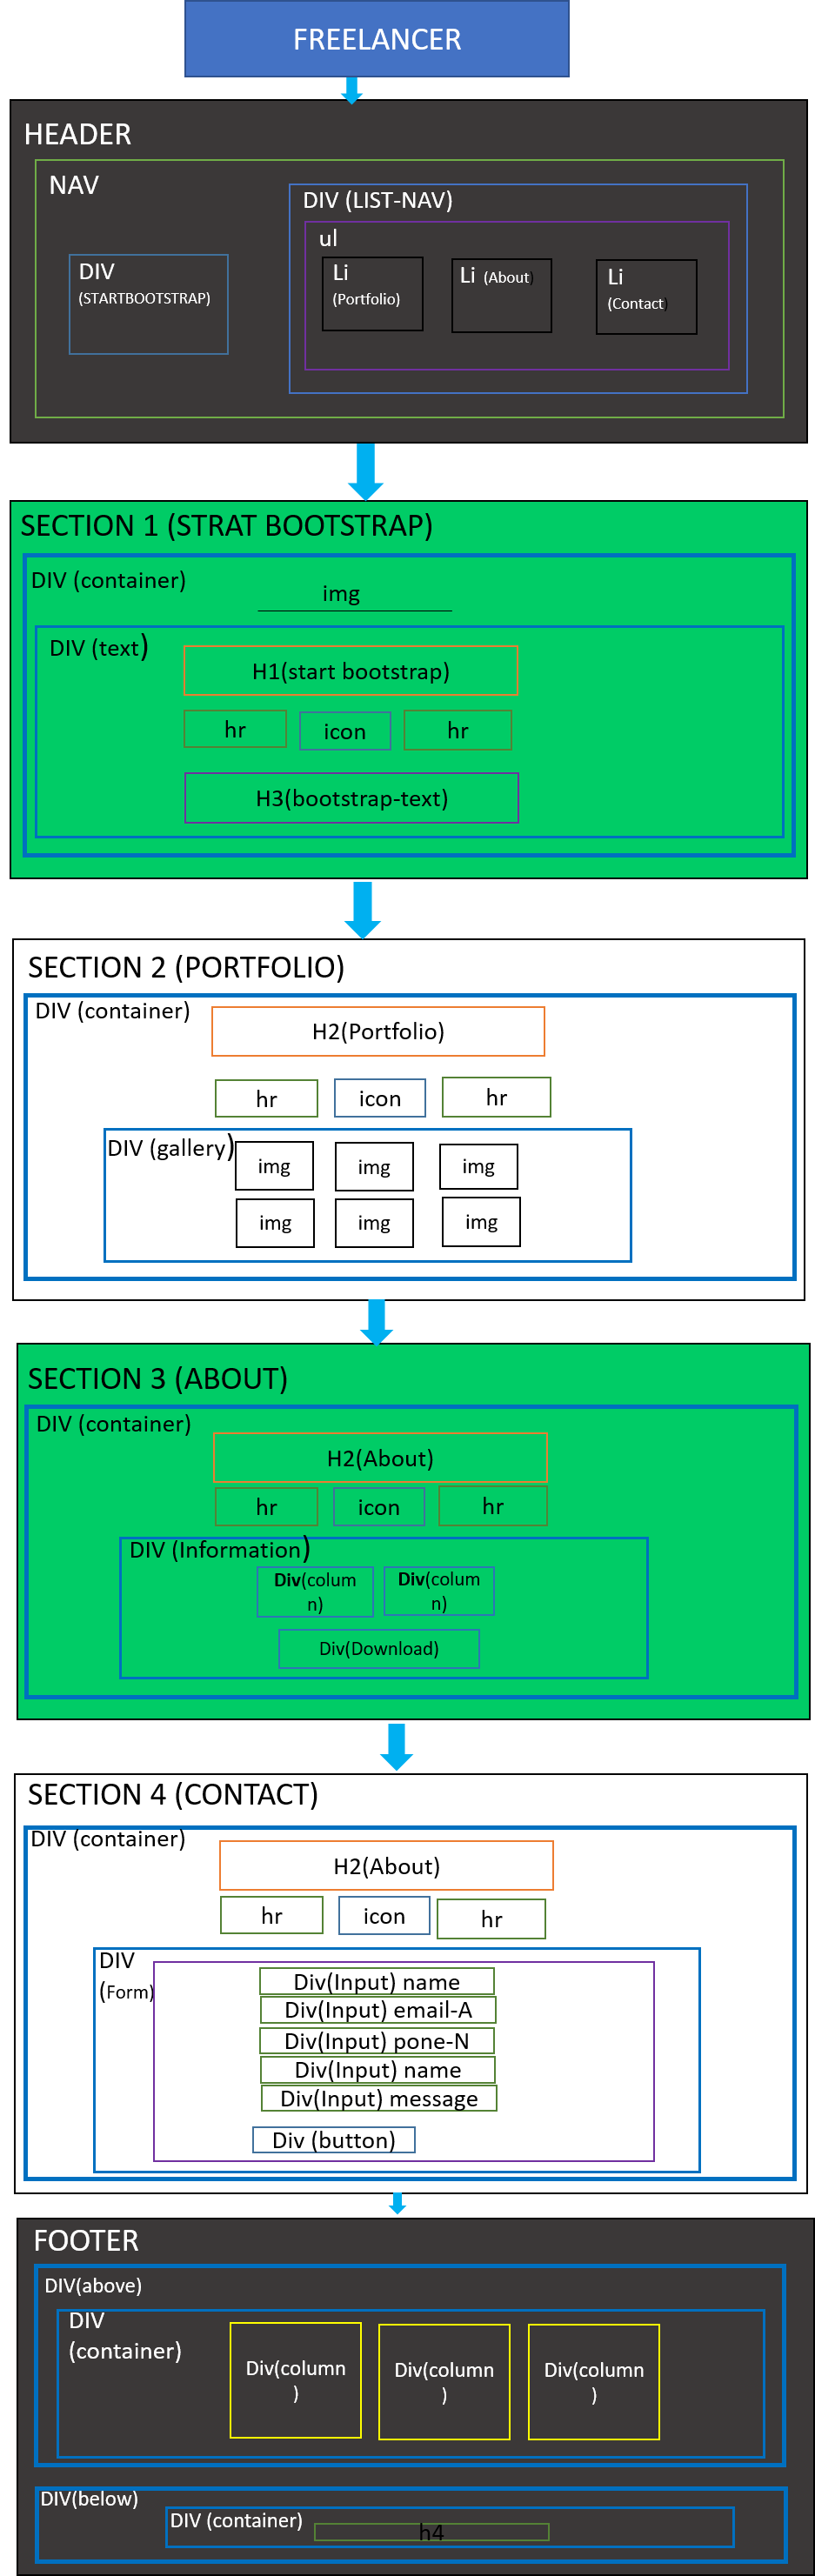 FREELANCER
HEADER
NAV
DIV (LIST-NAV)
ul
DIV
(STARTBOOTSTRAP)
Li
(Portfolio)
Li (About)
Li
(Contact)
SECTION 1 (STRAT BOOTSTRAP)
DIV (container)
img
DIV (text)
H1(start bootstrap)
hr
icon
hr
H3(bootstrap-text)
SECTION 2 (PORTFOLIO)
DIV (container)
H2(Portfolio)
hr
icon
hr
DIV (gallery)
img
img
img
img
img
img
SECTION 3 (ABOUT)
DIV (container)
H2(About)
hr
icon
hr
DIV (Information)
Div(colum
n)
Div(colum
n)
Div(Download)
SECTION 4 (CONTACT)
DIV (container)
H2(About)
hr
icon
hr
DIV
(Form)
Div(Input) name
Div(Input) email-A
Div(Input) pone-N
Div(Input) name
Div(Input) message
Div (button)
FOOTER
DIV(above)
DIV
(container)
Div(column
)
Div(column
)
Div(column
)
DIV(below)
DIV (container)
h4